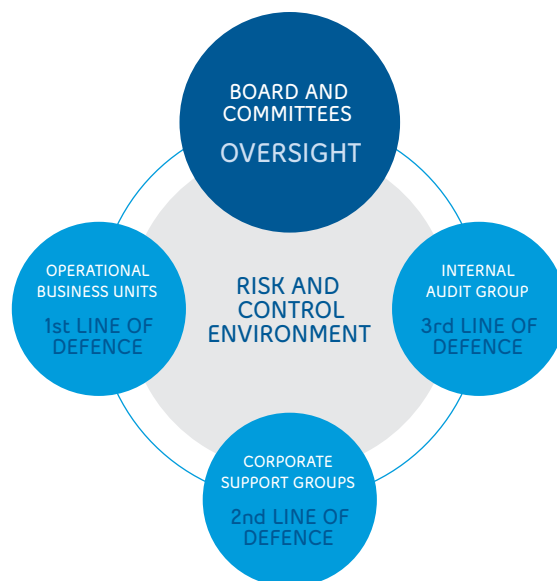 BOARD AND
COMMITTEES
OVERSIGHT
OPERATIONAL
BUSINESS UNITS
1st LINE OF
DEFENCE
RISK AND
CONTROL
ENVIRONMENT
INTERNAL
AUDIT GROUP
3rd LINE OF
DEFENCE
CORPORATE
SUPPORT GROUPS
2nd LINE OF
DEFENCE